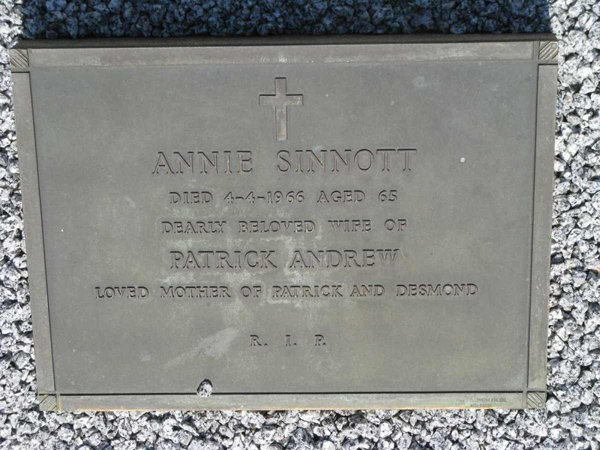 ANNIE SINNOTT
DIED 4-4-1966 AGED 65
DEARLY BELOVED WIFE OF
PATRICK ANDREW
LOVED MOTHER OF PATRICK AND DESMOND
R. I. P.